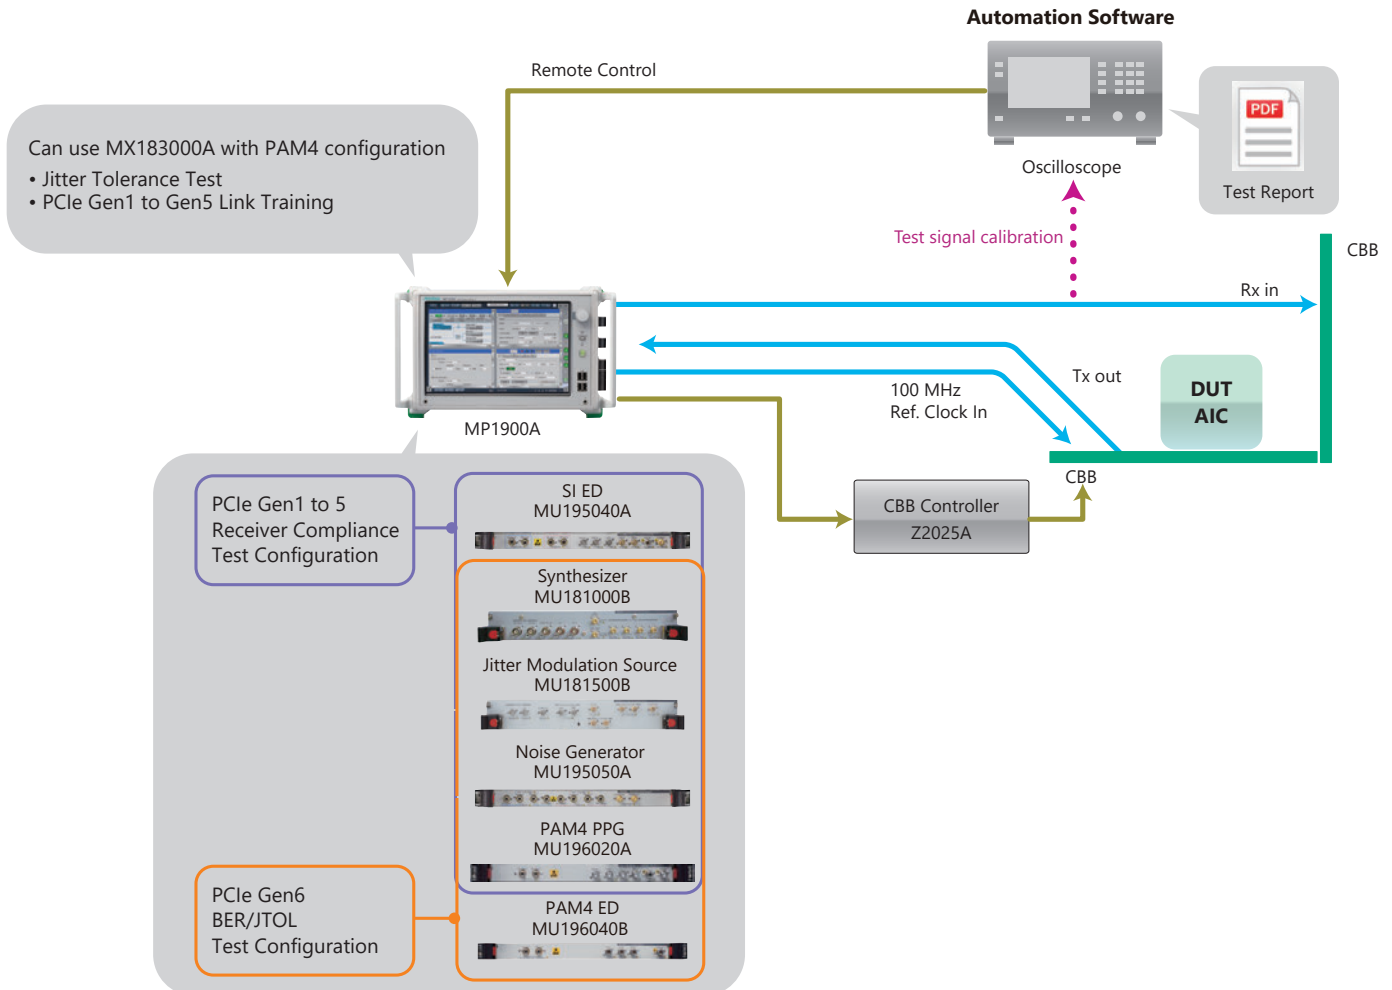 Automation Software
Remote Control
PDF
Can use MX183000A with PAM4 configuration
• Jitter Tolerance Test
• PCIe Gen1 to Gen5 Link Training
Oscilloscope
Test Report
Test signal calibration
CBB
Rx in
Tx out
100 MHz
Ref. Clock In
DUT
AIC
MP1900A
CBB
CBB Controller
Z2025A
PCIe Gen1 to 5
Receiver Compliance
Test Configuration
SI ED
MU195040A
Synthesizer
MU181000B
Jitter Modulation Source
MU181500B
Noise Generator
MU195050A
PAM4 PPG
MU196020A
PCIe Gen6
BER/JTOL
Test Configuration
PAM4 ED
MU196040B